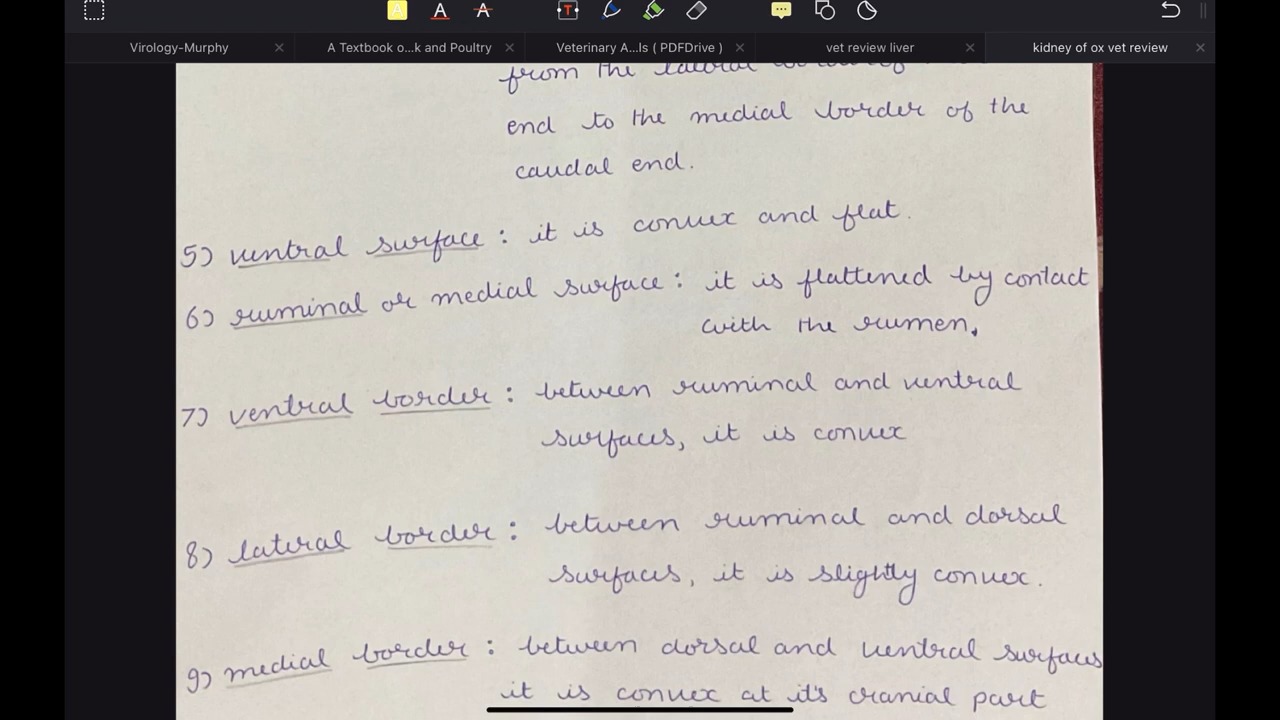 Virology-Murphy
A Textbook o...k and Poultry
Veterinary A...ls ( PDFDrive )
vet review liver
kidney of ox vet review
from the lateral
end to the medial border of the
caudal end.
5) ventral surface : it is convex and flat.
6) ruminal or medial surface : it is flattened by contact
with the rumen.
7) ventral border : between ruminal and ventral
surfaces, it is convex
8) lateral border : between ruminal and dorsal
surfaces, it is slightly convex.
9) medial border : between dorsal and ventral surfaces
it is convex at it's cranial part